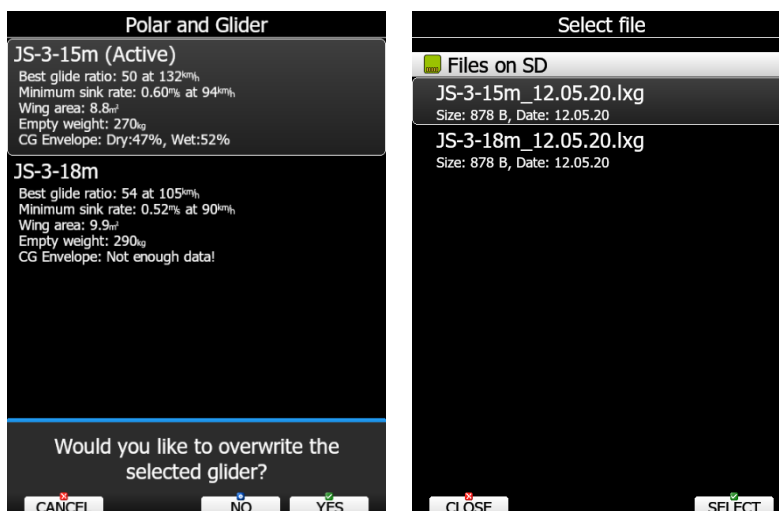 Polar and Glider
JS-3-15m (Active)
Best glide ratio: 50 at 132km/h
Minimum sink rate: 0.60m/s at 94km/h
Wing area: 8.8m²
Empty weight: 270kg
CG Envelope: Dry:47%, Wet:52%
JS-3-18m
Best glide ratio: 54 at 105km/h
Minimum sink rate: 0.52m/s at 90km/h
Wing area: 9.9m²
Empty weight: 290kg
CG Envelope: Not enough data!
Would you like to overwrite the
selected glider?
CANCEL NO YES
Select file
Files on SD
JS-3-15m_12.05.20.lxg
Size: 878 B, Date: 12.05.20
JS-3-18m_12.05.20.lxg
Size: 878 B, Date: 12.05.20
CLOSE SELECT